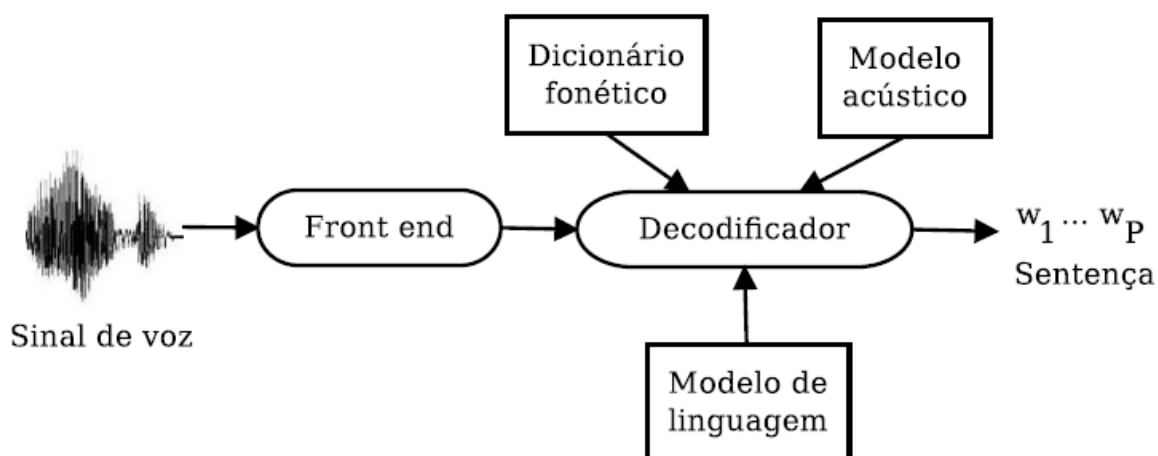 Dicionário
fonético
Modelo
acústico
Sinal de voz
Front end
Decodificador
w1 ... wP
Sentença
Modelo de
linguagem